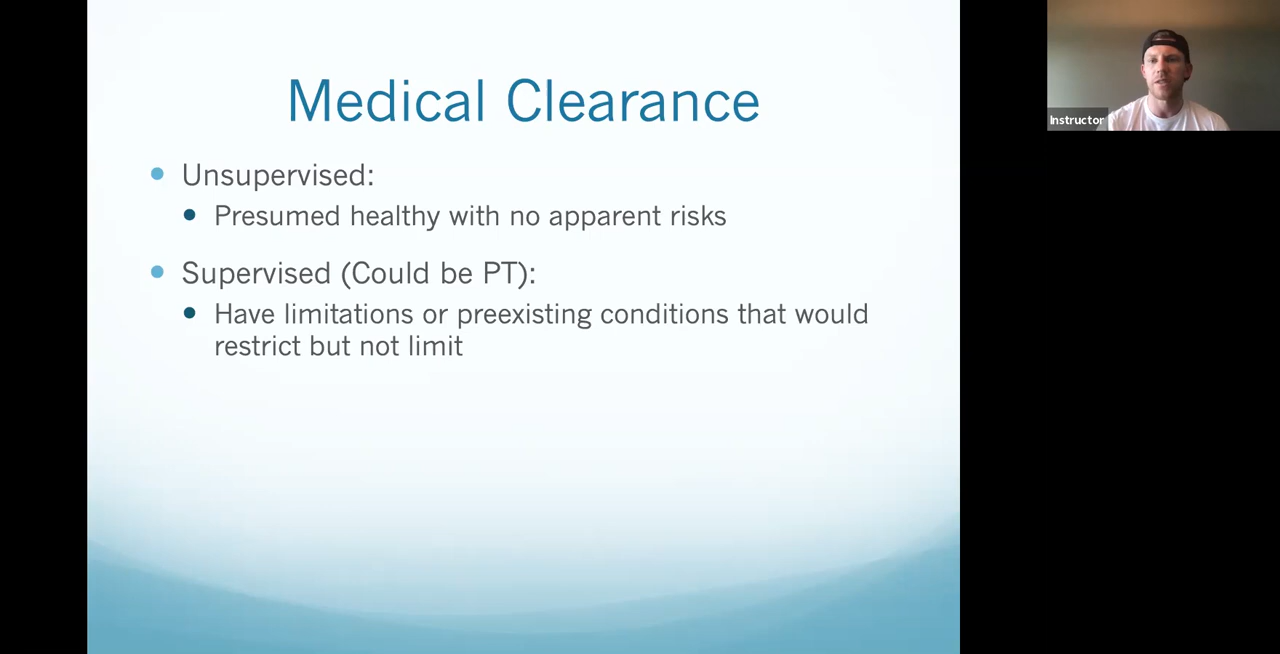 Medical Clearance
Unsupervised:
Presumed healthy with no apparent risks
Supervised (Could be PT):
Have limitations or preexisting conditions that would
restrict but not limit
Instructor